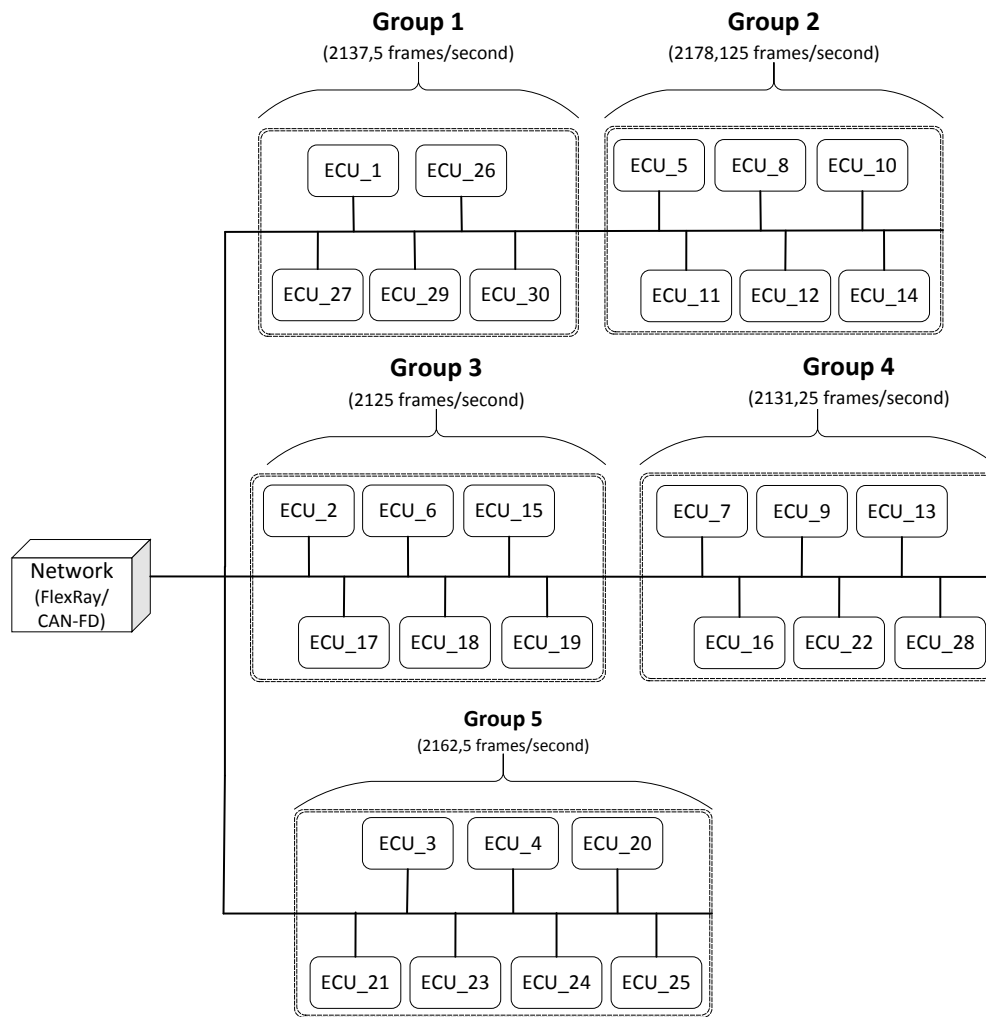 Group 1
(2137,5 frames/second)
Group 2
(2178,125 frames/second)
ECU_1
ECU_26
ECU_27
ECU_29
ECU_30
ECU_5
ECU_8
ECU_10
ECU_11
ECU_12
ECU_14
Group 3
(2125 frames/second)
Group 4
(2131,25 frames/second)
ECU_2
ECU_6
ECU_15
ECU_17
ECU_18
ECU_19
ECU_7
ECU_9
ECU_13
ECU_16
ECU_22
ECU_28
Network
(FlexRay/
CAN-FD)
Group 5
(2162,5 frames/second)
ECU_3
ECU_4
ECU_20
ECU_21
ECU_23
ECU_24
ECU_25